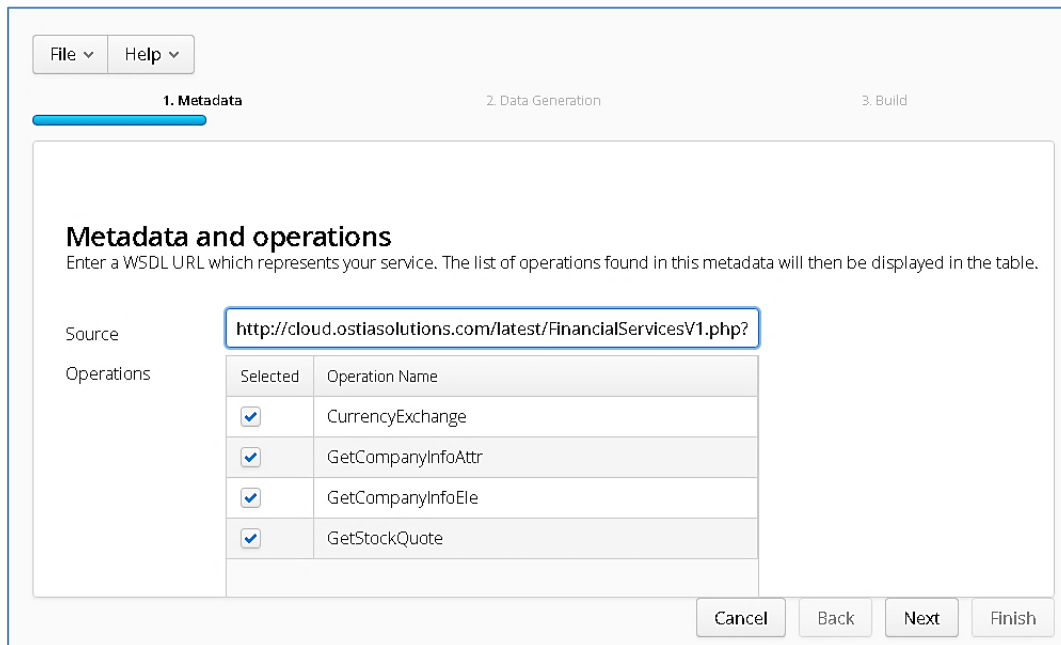 File Help
1. Metadata 2. Data Generation 3. Build
Metadata and operations
Enter a WSDL URL which represents your service. The list of operations found in this metadata will then be displayed in the table.
Source http://cloud.ostiasolutions.com/latest/FinancialServicesV1.php?
Operations Selected Operation Name
CurrencyExchange
GetCompanyInfoAttr
GetCompanyInfoEle
GetStockQuote
Cancel Back Next Finish